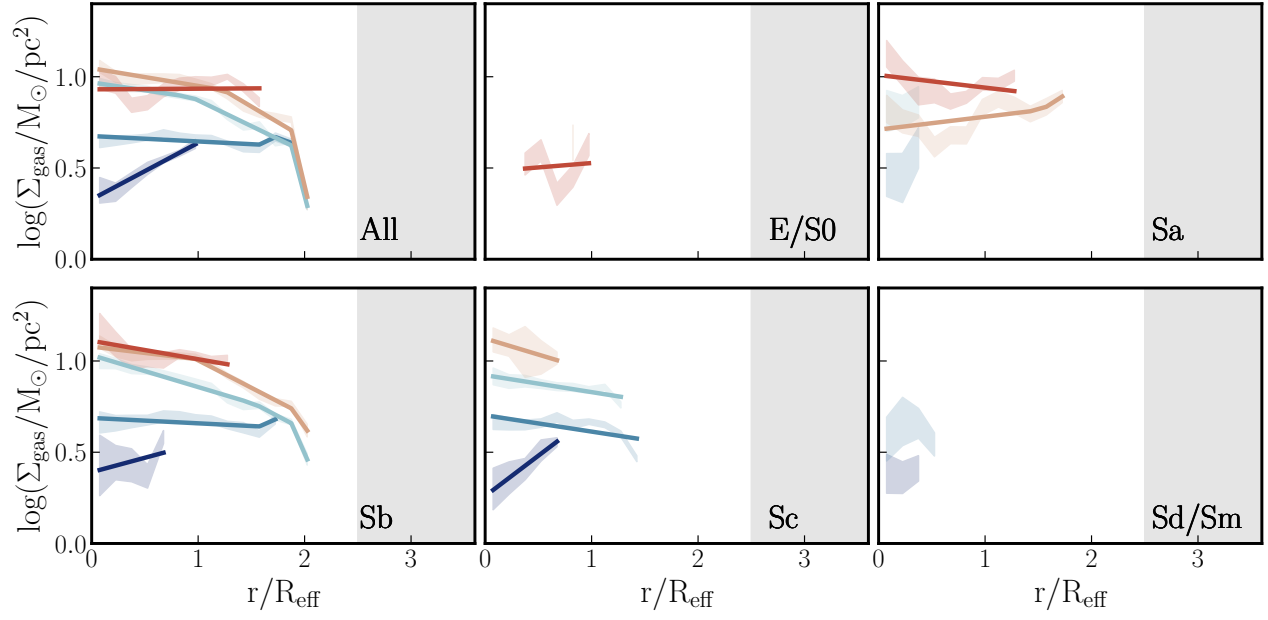 log(Σgas/M⊙/pc²)
1.0
0.5
0.0
All
E/S0
Sa
log(Σgas/M⊙/pc²)
1.0
0.5
0.0
Sb
Sc
Sd/Sm
0 1 2 3
0 1 2 3
0 1 2 3
r/Reff
r/Reff
r/Reff